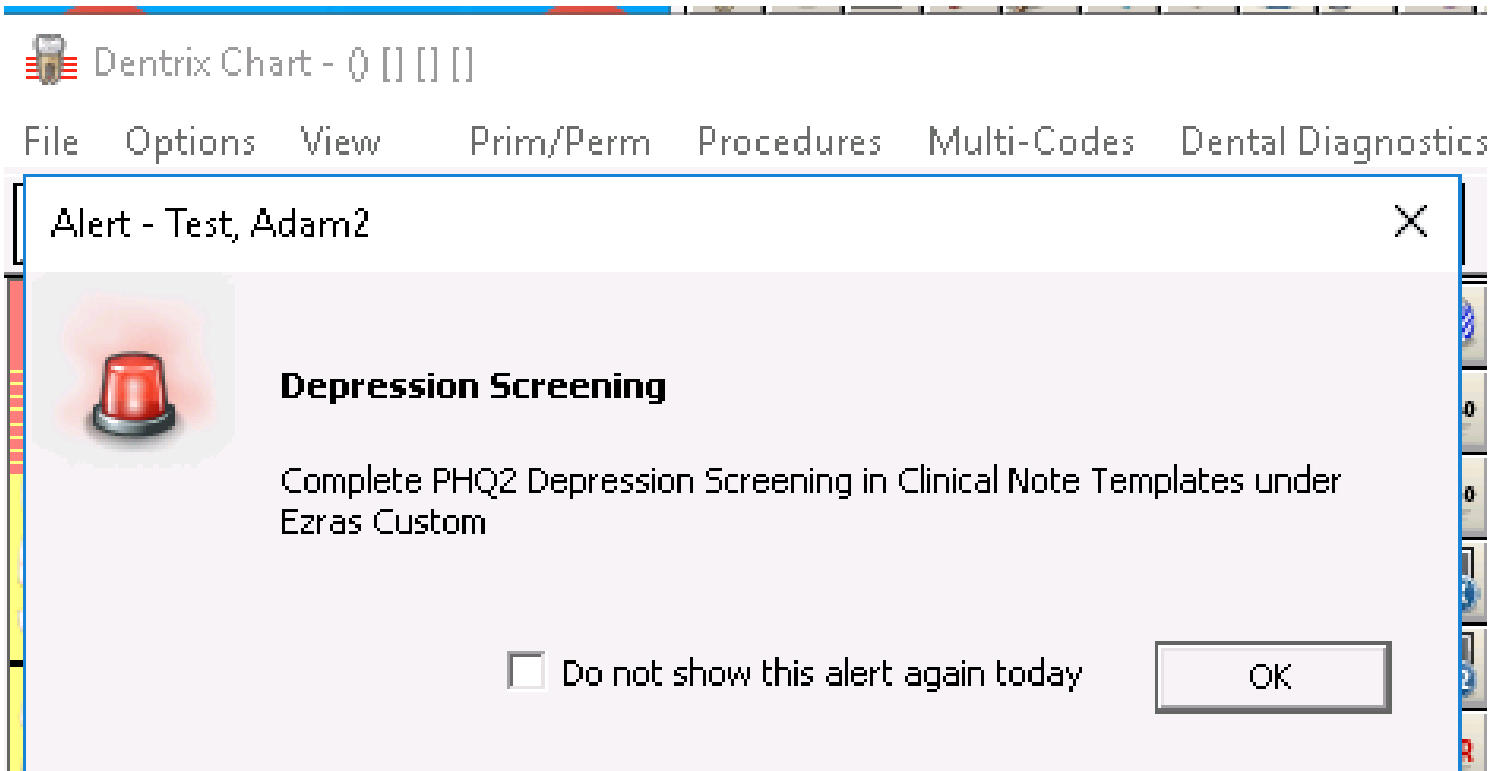 Dentrix Chart - () [] [] []
File Options View Prim/Perm Procedures Multi-Codes Dental Diagnostics
Alert - Test, Adam2
Depression Screening
Complete PHQ2 Depression Screening in Clinical Note Templates under
Ezras Custom
Do not show this alert again today
OK